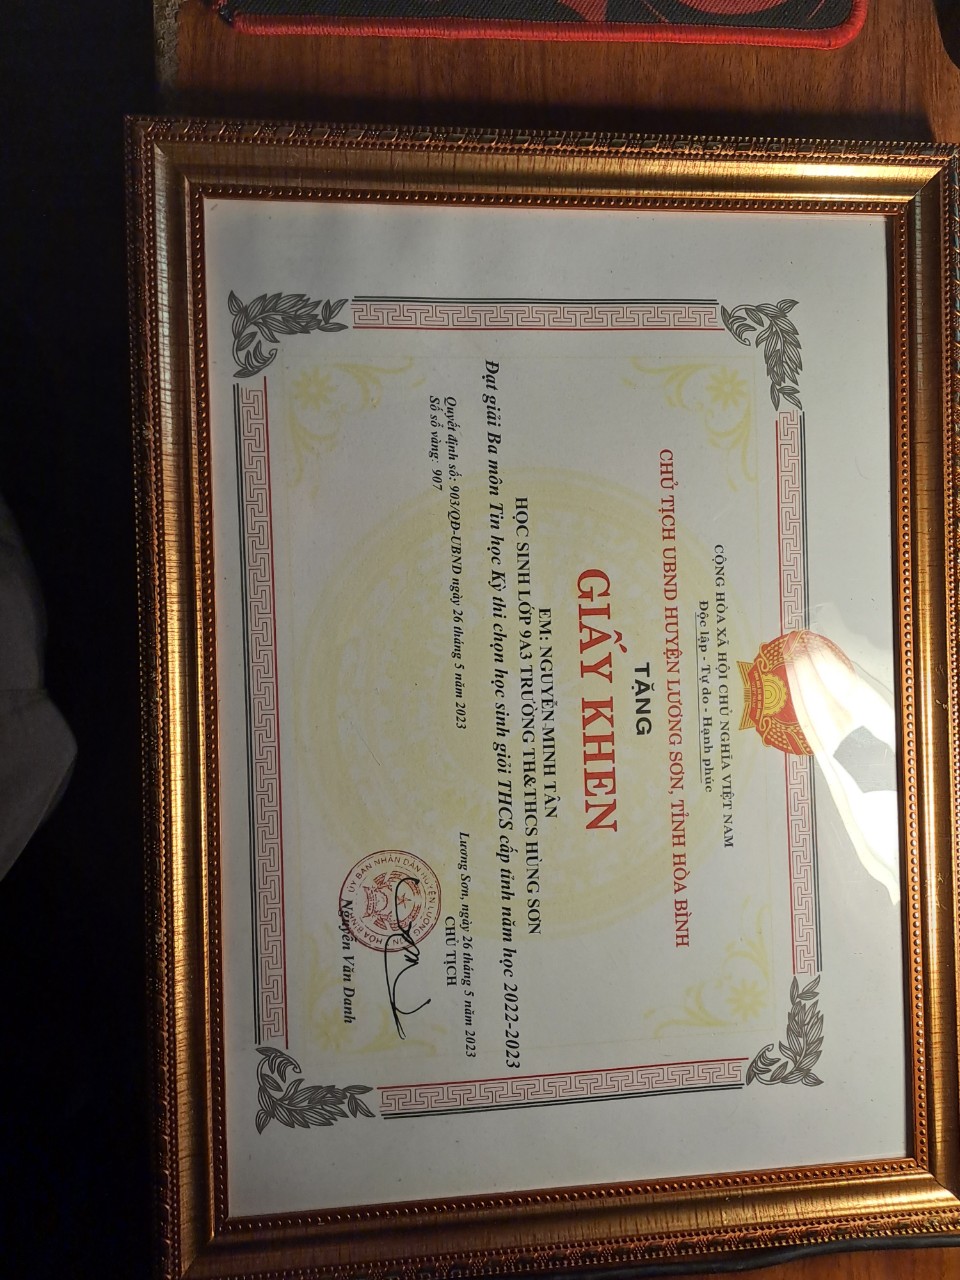 CỘNG HÒA XÃ HỘI CHỦ NGHĨA VIỆT NAM
Độc lập - Tự do - Hạnh phúc
CHỦ TỊCH UBND HUYỆN LƯƠNG SƠN, TỈNH HÒA BÌNH
TẶNG
GIẤY KHEN
EM: NGUYỄN MINH TÂN
HỌC SINH LỚP 9A3 TRƯỜNG TH&THCS HÙNG SƠN
Đạt giải Ba môn Tin học Kỳ thi chọn học sinh giỏi THCS cấp tỉnh năm học 2022-2023
Quyết định số: 903/QĐ-UBND ngày 26 tháng 5 năm 2023
Số sổ vàng: 907
Lương Sơn, ngày 26 tháng 5 năm 2023
CHỦ TỊCH
ỦY BAN NHÂN DÂN HUYỆN LƯƠNG SƠN HÒA BÌNH
Nguyễn Văn Danh